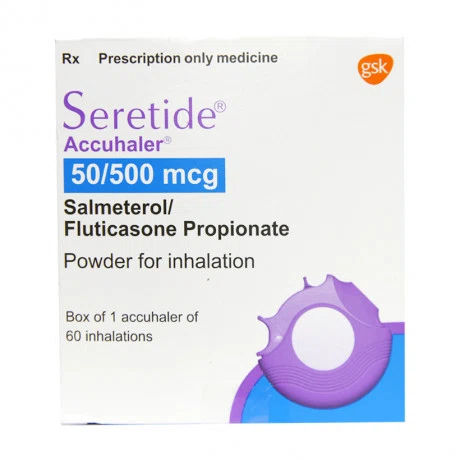 Rx Prescription only medicine
gsk
Seretide®
Accuhaler®
50/500 mcg
Salmeterol/
Fluticasone Propionate
Powder for inhalation
Box of 1 accuhaler of
60 inhalations